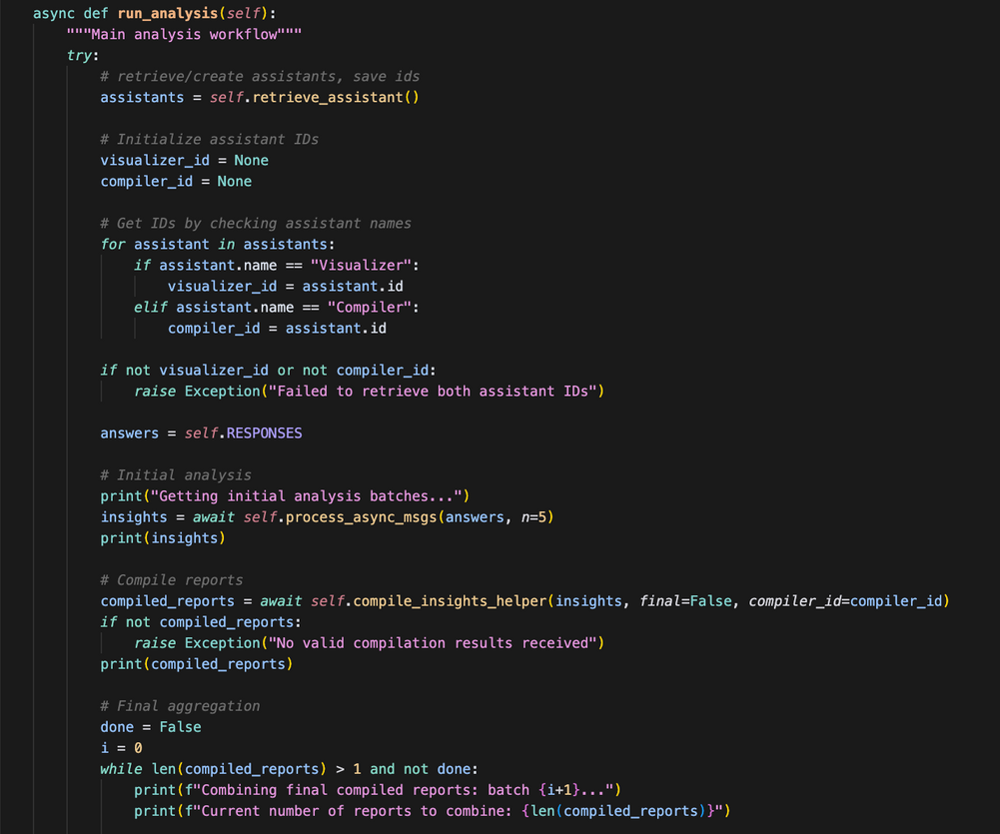 async def run_analysis(self):
"""Main analysis workflow"""
try:
# retrieve/create assistants, save ids
assistants = self.retrieve_assistant()
# Initialize assistant IDs
visualizer_id = None
compiler_id = None
# Get IDs by checking assistant names
for assistant in assistants:
if assistant.name == "Visualizer":
visualizer_id = assistant.id
elif assistant.name == "Compiler":
compiler_id = assistant.id
if not visualizer_id or not compiler_id:
raise Exception("Failed to retrieve both assistant IDs")
answers = self.RESPONSES
# Initial analysis
print("Getting initial analysis batches...")
insights = await self.process_async_msgs(answers, n=5)
print(insights)
# Compile reports
compiled_reports = await self.compile_insights_helper(insights, final=False, compiler_id=compiler_id)
if not compiled_reports:
raise Exception("No valid compilation results received")
print(compiled_reports)
# Final aggregation
done = False
i = 0
while len(compiled_reports) > 1 and not done:
print(f"Combining final compiled reports: batch {i+1}...")
print(f"Current number of reports to combine: {len(compiled_reports)}")